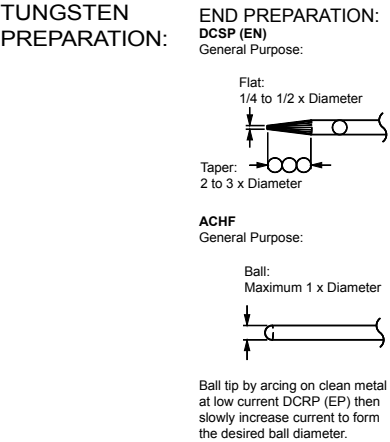 TUNGSTEN
PREPARATION:
END PREPARATION:
DCSP (EN)
General Purpose:
Flat:
1/4 to 1/2 x Diameter
Taper:
2 to 3 x Diameter
ACHF
General Purpose:
Ball:
Maximum 1 x Diameter
Ball tip by arcing on clean metal
at low current DCRP (EP) then
slowly increase current to form
the desired ball diameter.